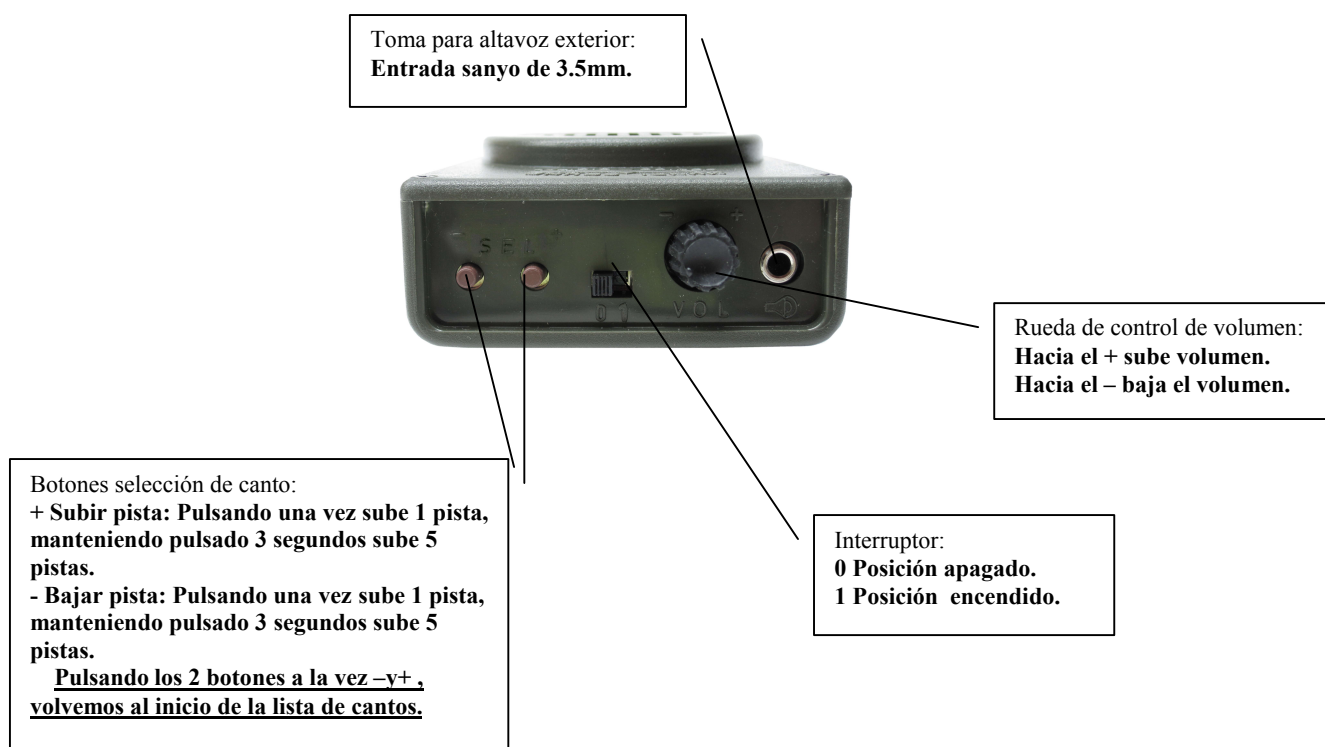 Toma para altavoz exterior:
Entrada sanyo de 3.5mm.
- +
S E L
- +
0 1
V O L
Rueda de control de volumen:
Hacia el + sube volumen.
Hacia el – baja el volumen.
Botones selección de canto:
+ Subir pista: Pulsando una vez sube 1 pista,
manteniendo pulsado 3 segundos sube 5
pistas.
- Bajar pista: Pulsando una vez sube 1 pista,
manteniendo pulsado 3 segundos sube 5
pistas.
Pulsando los 2 botones a la vez –y+ ,
volvemos al inicio de la lista de cantos.
Interruptor:
0 Posición apagado.
1 Posición encendido.